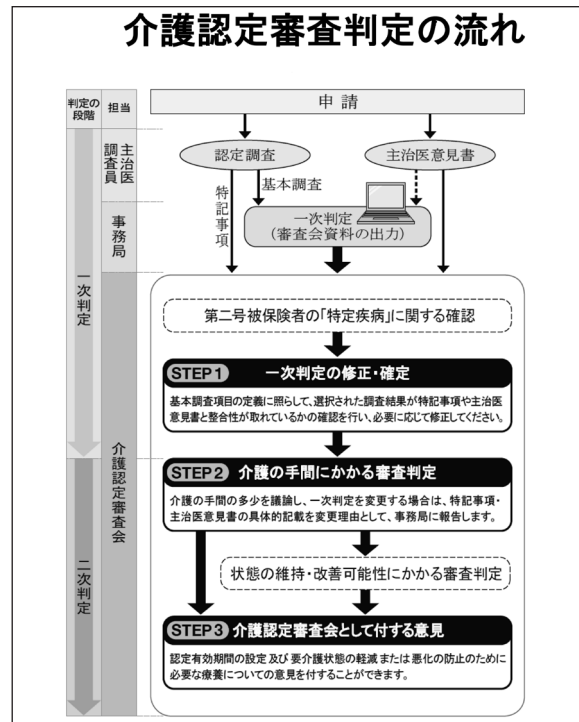 介護認定審査判定の流れ
判定の
段階
担当
申請
主治医
調査員
認定調査
主治医意見書
基本調査
特記事項
事務局
一次判定
(審査会資料の出力)
一次判定
第二号被保険者の「特定疾病」に関する確認
STEP1 一次判定の修正・確定
基本調査項目の定義に照らして、選択された調査結果が特記事項や主治医
意見書と整合性が取れているかの確認を行い、必要に応じて修正してください。
介護認定審査会
STEP2 介護の手間にかかる審査判定
介護の手間の多少を議論し、一次判定を変更する場合は、特記事項・
主治医意見書の具体的記載を変更理由として、事務局に報告します。
二次判定
状態の維持・改善可能性にかかる審査判定
STEP3 介護認定審査会として付する意見
認定有効期間の設定及び要介護状態の軽減または悪化の防止のために
必要な療養についての意見を付することができます。